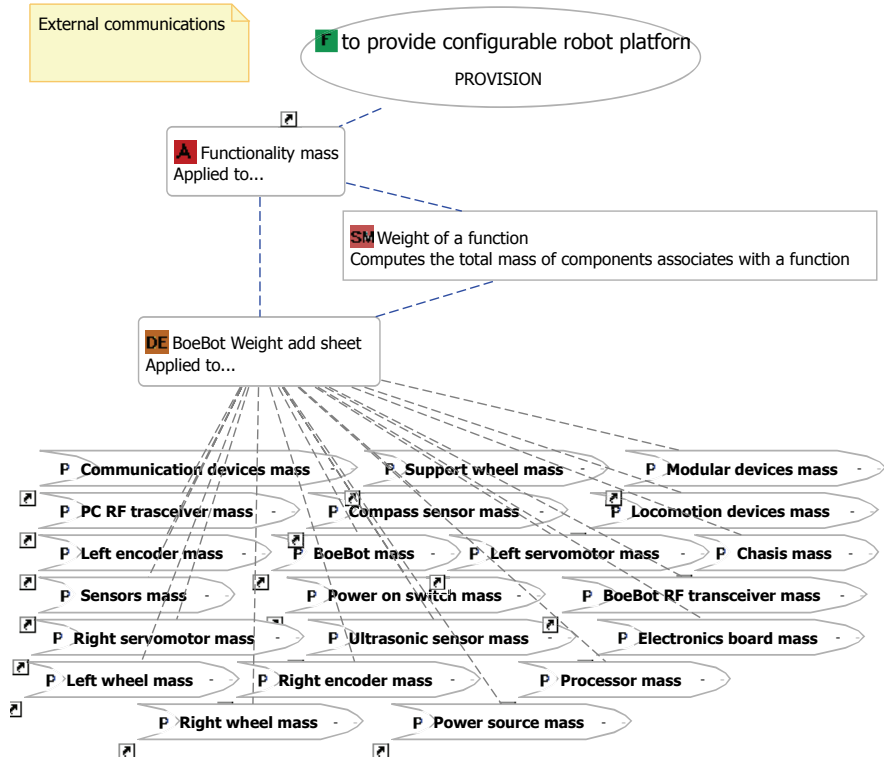 External communications
F to provide configurable robot platform
PROVISION
A Functionality mass
Applied to...
SM Weight of a function
Computes the total mass of components associates with a function
DE BoeBot Weight add sheet
Applied to...
P Communication devices mass - -
P Support wheel mass - -
P Modular devices mass - -
P PC RF trasceiver mass - -
P Compass sensor mass - -
P Locomotion devices mass - -
P Left encoder mass - -
P BoeBot mass - -
P Left servomotor mass - -
P Chasis mass - -
P Sensors mass - -
P Power on switch mass - -
P BoeBot RF transceiver mass - -
P Right servomotor mass - -
P Ultrasonic sensor mass - -
P Electronics board mass - -
P Left wheel mass - -
P Right encoder mass - -
P Processor mass - -
P Right wheel mass - -
P Power source mass - -